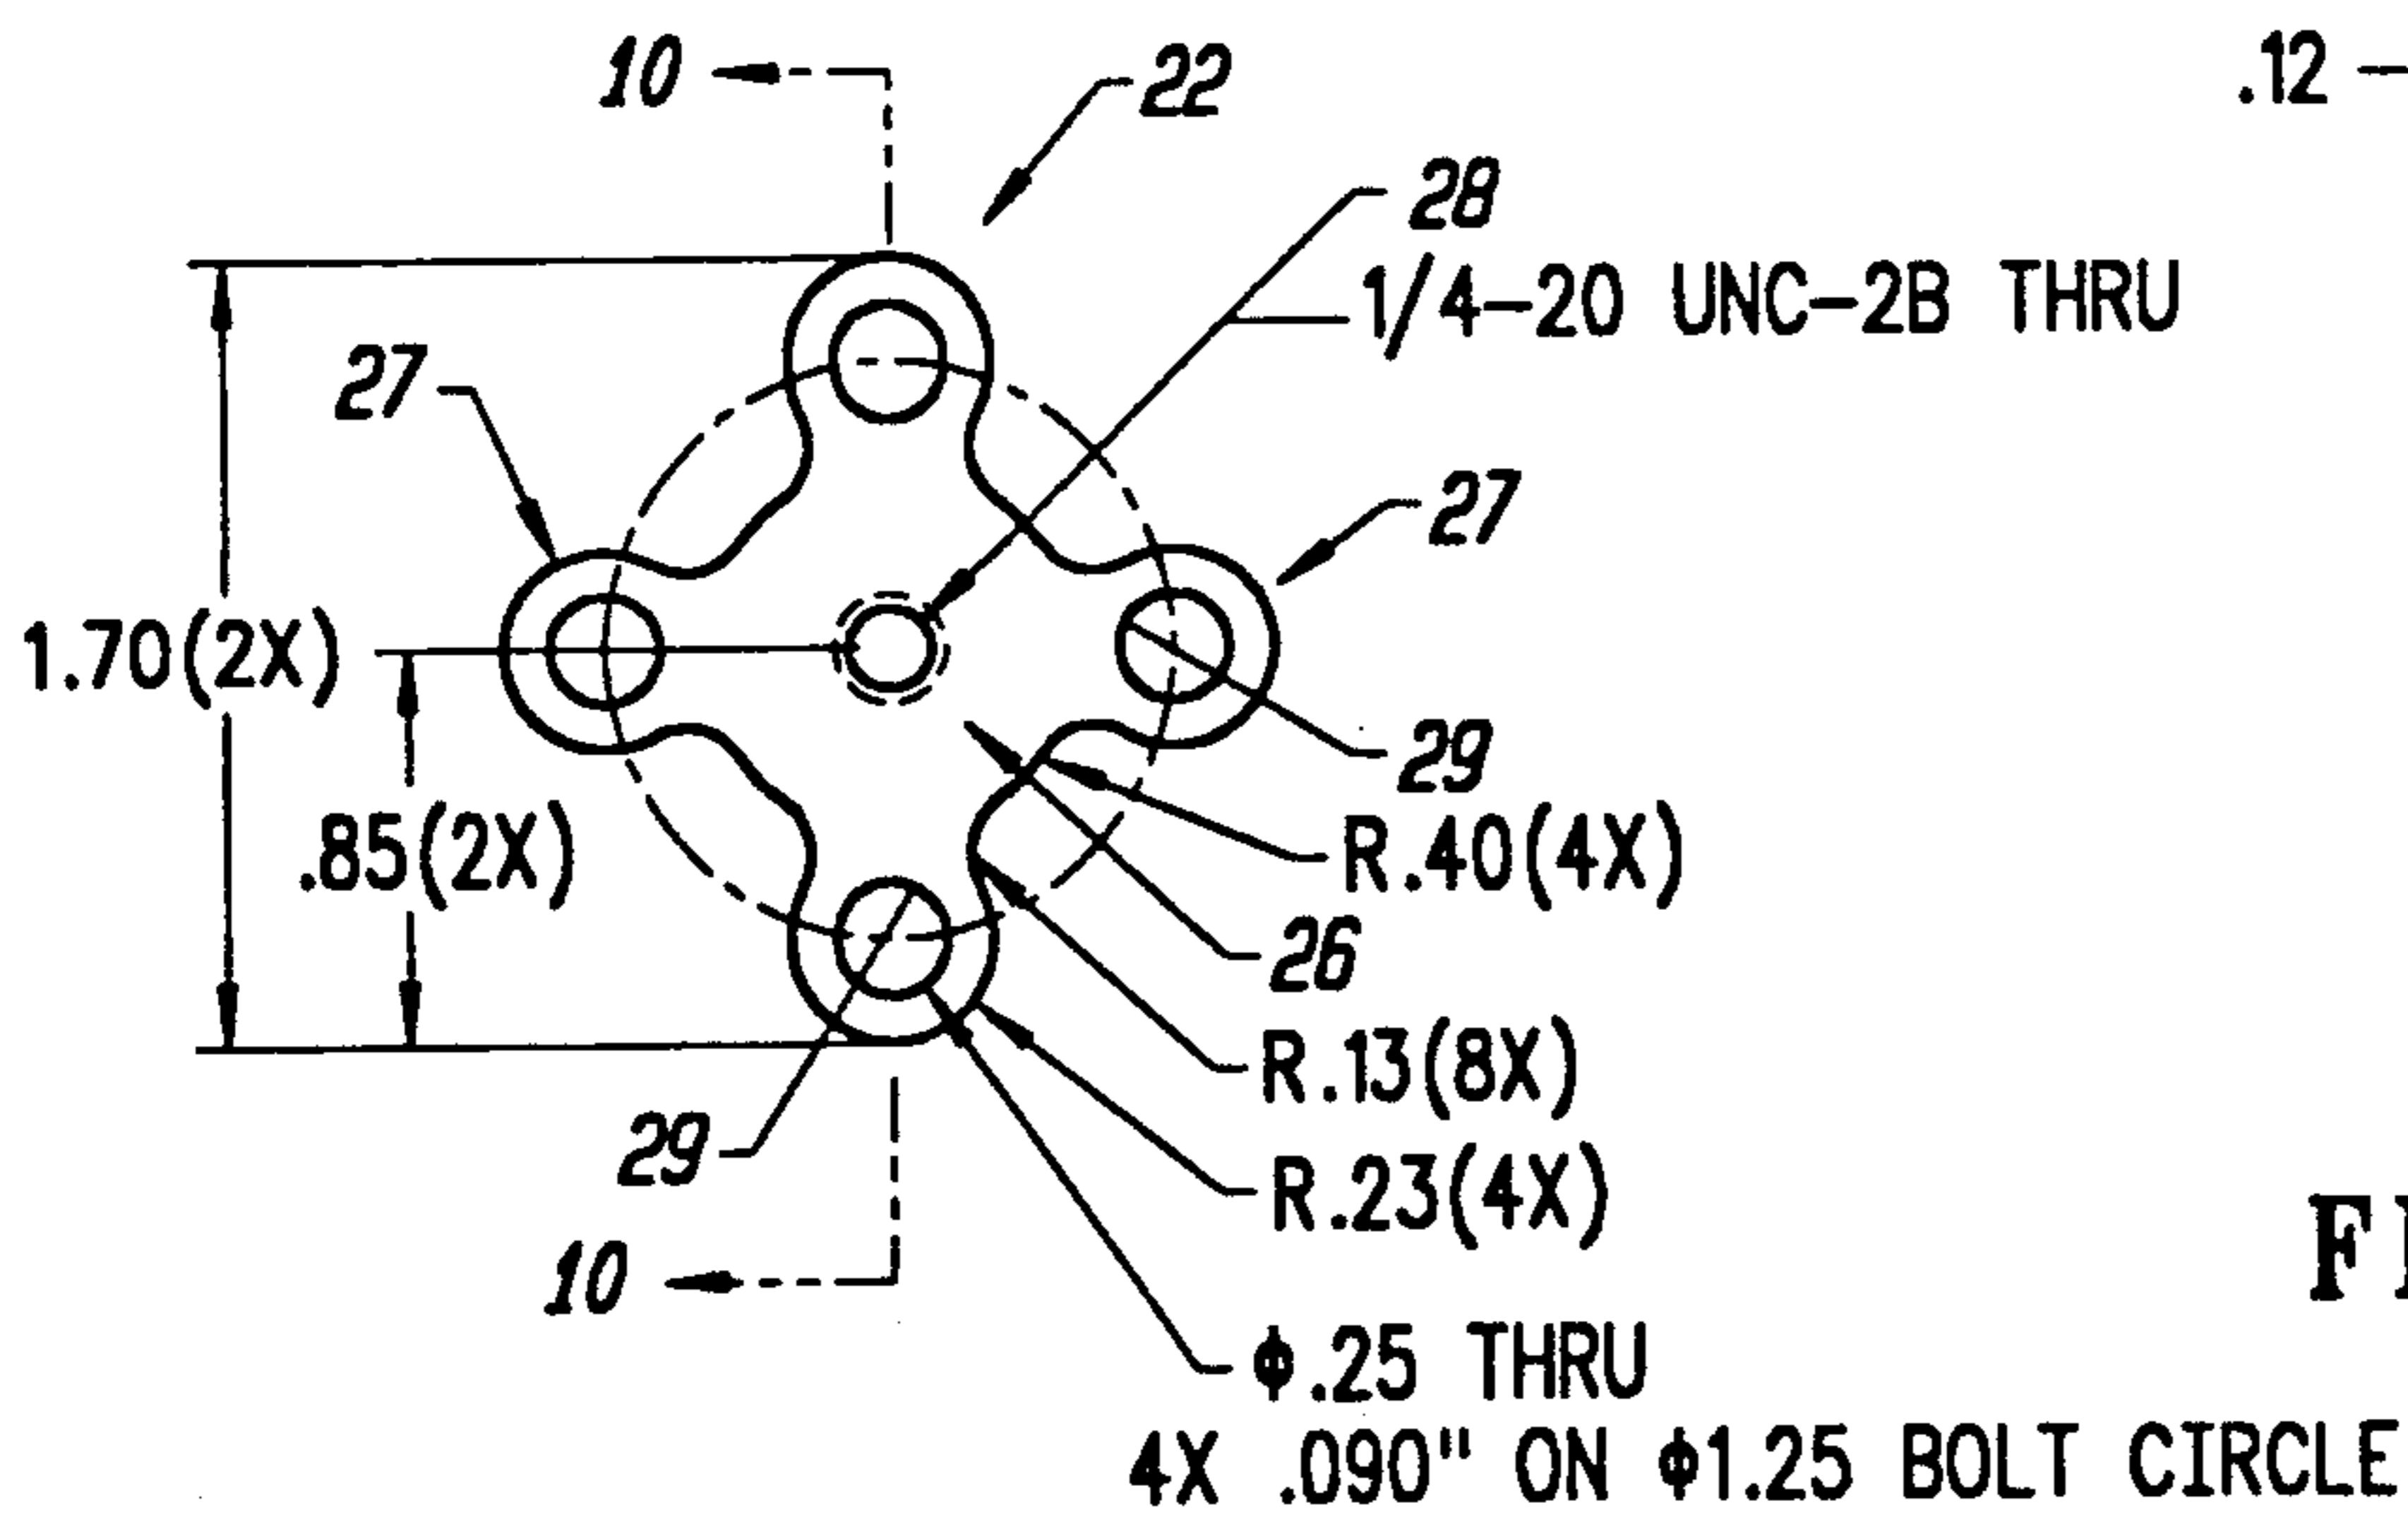 10
22
.12
28
1/4-20 UNC-2B THRU
27
27
1.70(2X)
29
.85(2X)
R.40(4X)
26
R.13(8X)
29
R.23(4X)
10
Φ.25 THRU
4X .090" ON Φ1.25 BOLT CIRCLE